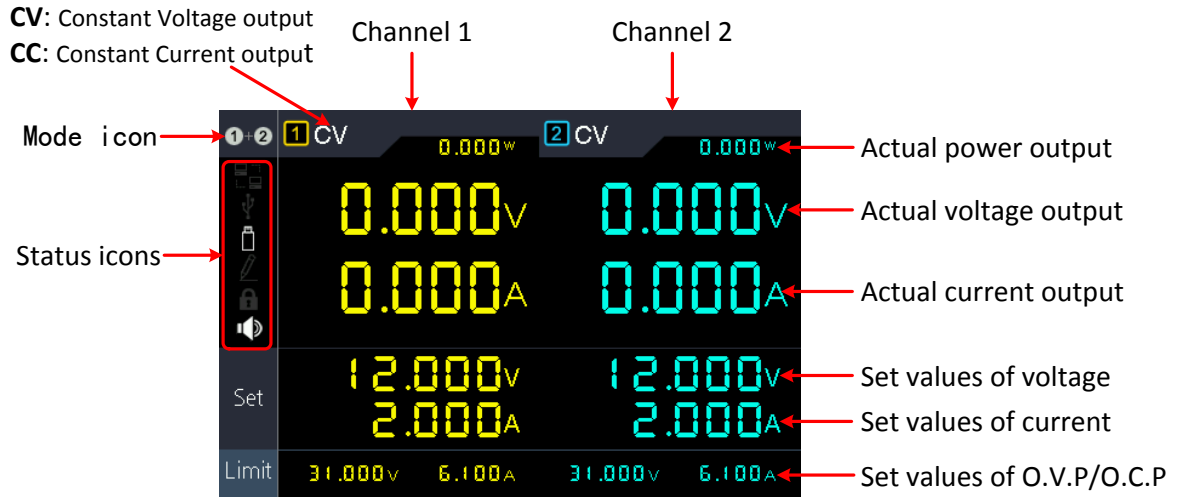 CV: Constant Voltage output
CC: Constant Current output
Channel 1
Channel 2
Mode icon
1+2
1 CV
0.000W
2 CV
0.000W
Actual power output
0.000V
0.000V
Actual voltage output
Status icons
0.000A
0.000A
Actual current output
Set
12.000V
12.000V
Set values of voltage
2.000A
2.000A
Set values of current
Limit
31.000V
6.100A
31.000V
6.100A
Set values of O.V.P/O.C.P